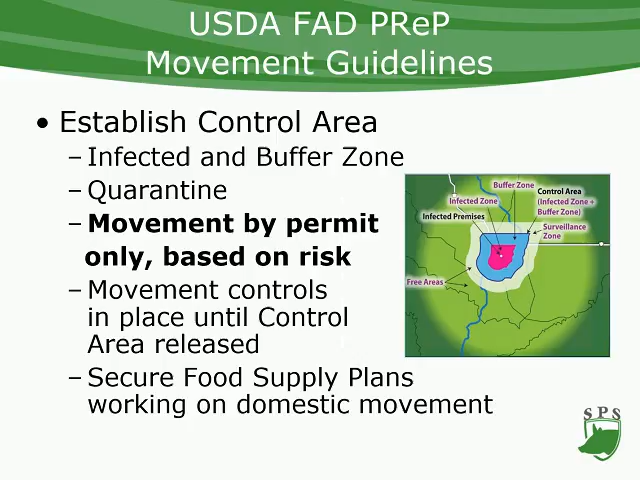 USDA FAD PReP
Movement Guidelines
• Establish Control Area
– Infected and Buffer Zone
– Quarantine
– Movement by permit
only, based on risk
– Movement controls
in place until Control
Area released
– Secure Food Supply Plans
working on domestic movement
Buffer Zone
Infected Zone
Infected Premises
Control Area
(Infected Zone +
Buffer Zone)
Surveillance
Zone
Free Areas
SPS